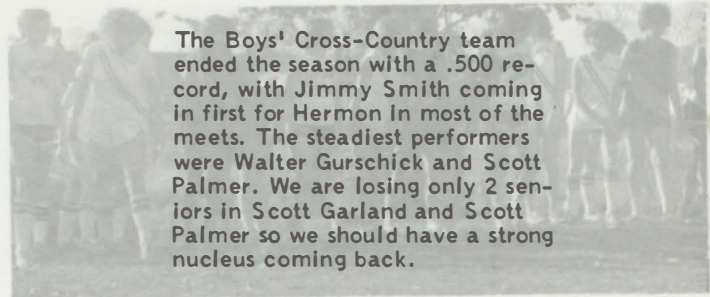 The Boys' Cross-Country team
ended the season with a .500 re-
cord, with Jimmy Smith coming
in first for Hermon in most of the
meets. The steadiest performers
were Walter Gurschick and Scott
Palmer. We are losing only 2 sen-
iors in Scott Garland and Scott
Palmer so we should have a strong
nucleus coming back.